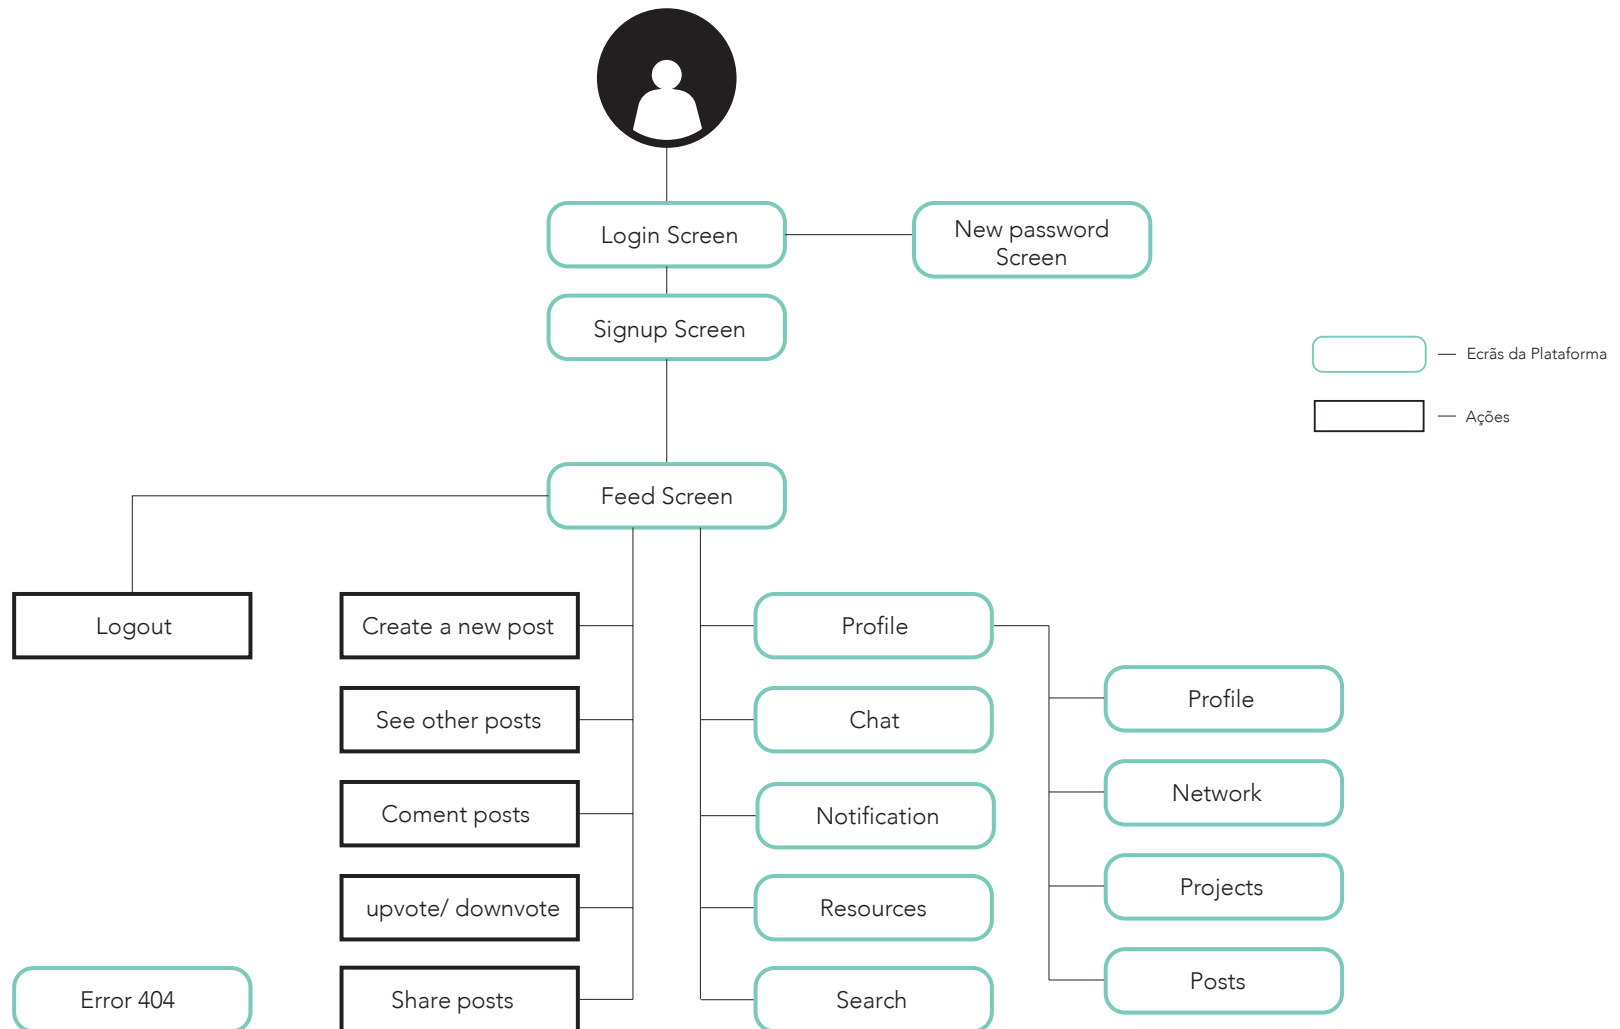 Login Screen
New password
Screen
Signup Screen
Ecrãs da Plataforma
Ações
Feed Screen
Logout
Create a new post
Profile
See other posts
Chat
Profile
Coment posts
Notification
Network
upvote/ downvote
Resources
Projects
Error 404
Share posts
Search
Posts